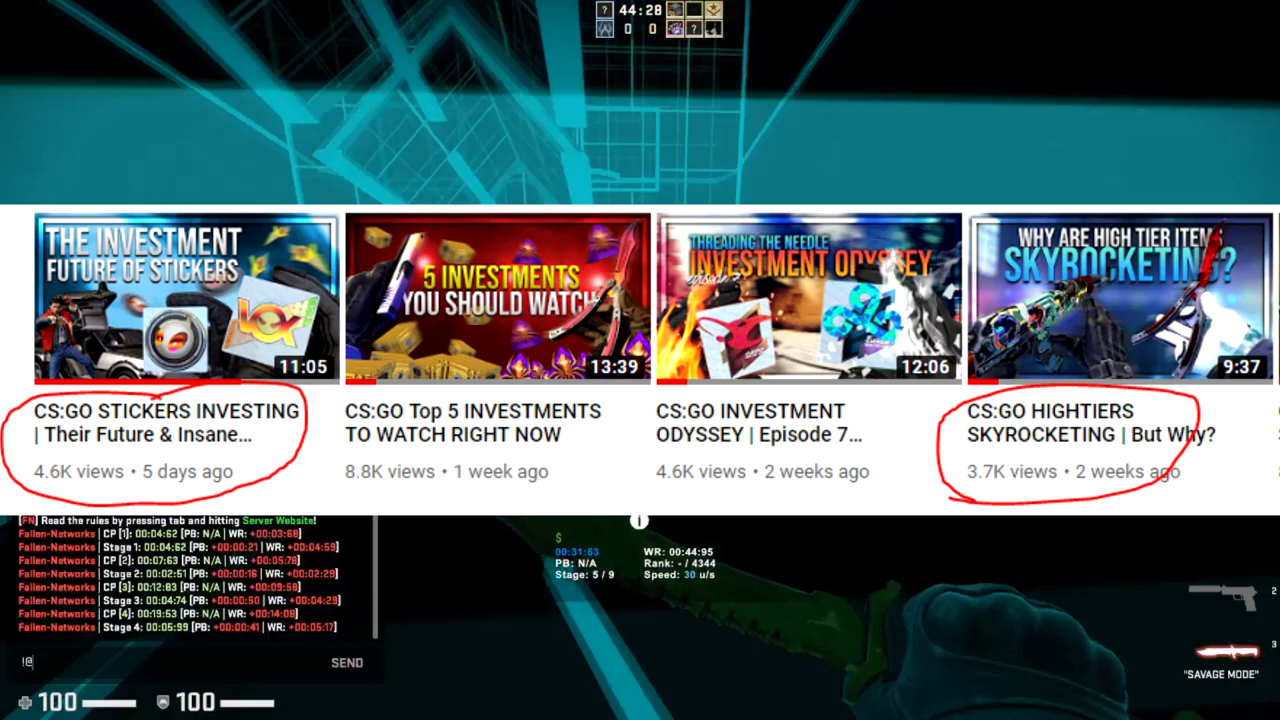 ?
44:28
0 0
?
THE INVESTMENT
FUTURE OF STICKERS
11:05
5 INVESTMENTS
YOU SHOULD WATCH
13:39
THREADING THE NEEDLE
INVESTMENT ODYSSEY
12:06
WHY ARE HIGH TIER ITEMS
SKYROCKETING?
9:37
CS:GO STICKERS INVESTING
| Their Future & Insane...
4.6K views • 5 days ago
CS:GO Top 5 INVESTMENTS
TO WATCH RIGHT NOW
8.8K views • 1 week ago
CS:GO INVESTMENT
ODYSSEY | Episode 7...
4.6K views • 2 weeks ago
CS:GO HIGHTIERS
SKYROCKETING | But Why?
3.7K views • 2 weeks ago
[FN] Read the rules by pressing tab and hitting Server Website!
Fallen-Networks | CP [1]: 00:04:62 [PB: N/A | WR: +00:03:68]
Fallen-Networks | Stage 1: 00:04:62 [PB: +00:00:21 | WR: +00:04:59]
Fallen-Networks | CP [2]: 00:07:63 [PB: N/A | WR: +00:05:78]
Fallen-Networks | Stage 2: 00:02:51 [PB: +00:00:16 | WR: +00:02:29]
Fallen-Networks | CP [3]: 00:12:83 [PB: N/A | WR: +00:09:58]
Fallen-Networks | Stage 3: 00:04:74 [PB: +00:00:50 | WR: +00:04:29]
Fallen-Networks | CP [4]: 00:19:53 [PB: N/A | WR: +00:14:08]
Fallen-Networks | Stage 4: 00:05:99 [PB: +00:00:41 | WR: +00:05:17]
!@
SEND
100
100
i
$
00:31:63 WR: 00:44:95
PB: N/A Rank: - / 4344
Stage: 5 / 9 Speed: 30 u/s
2
3
"SAVAGE MODE"